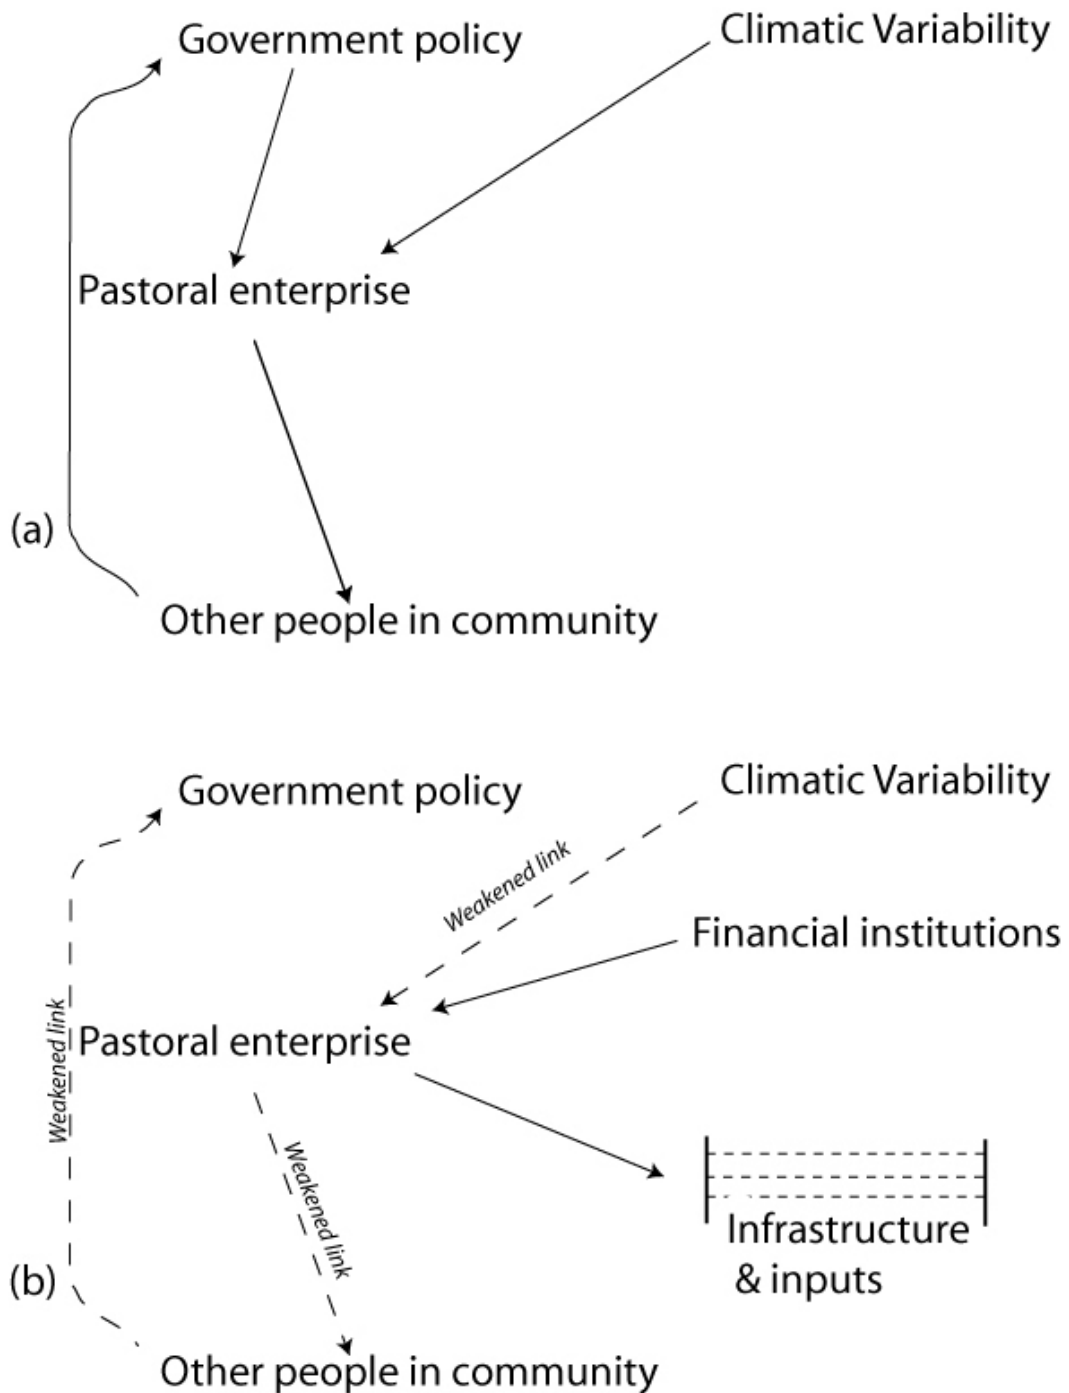 Government policy
Climatic Variability
Pastoral enterprise
(a)
Other people in community
Government policy
Climatic Variability
Weakened link
Financial institutions
Weakened link
Pastoral enterprise
Weakened link
Infrastructure
& inputs
(b)
Other people in community